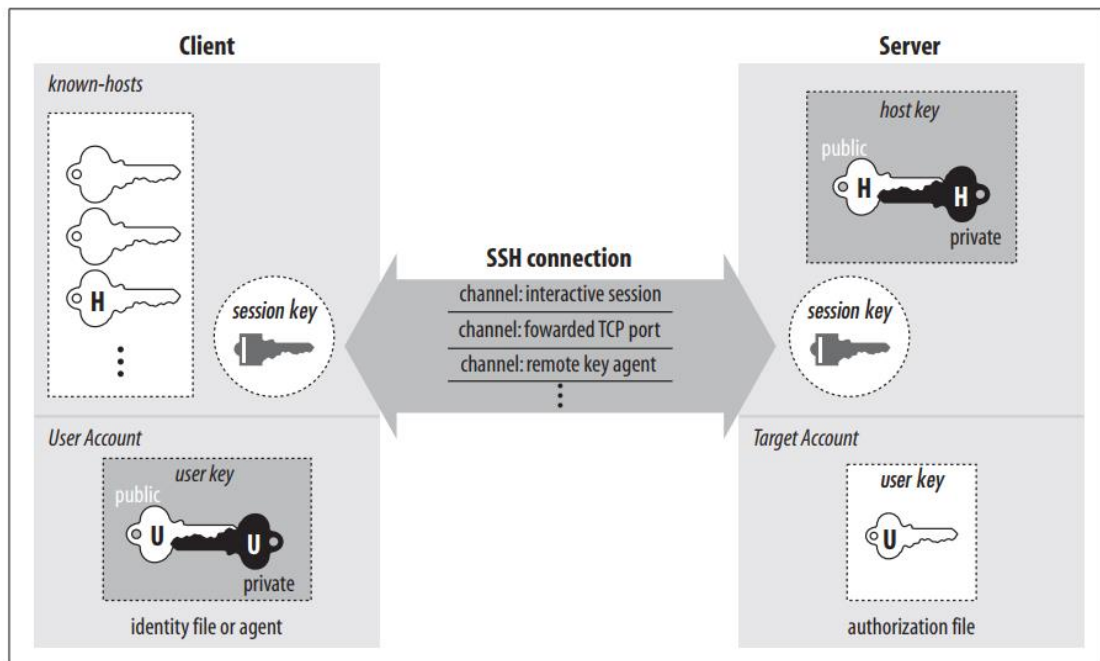 Client
known-hosts
H
session key
User Account
user key
public
U
U
private
identity file or agent
SSH connection
channel: interactive session
channel: fowarded TCP port
channel: remote key agent
Server
host key
public
H
H
private
session key
Target Account
user key
U
authorization file